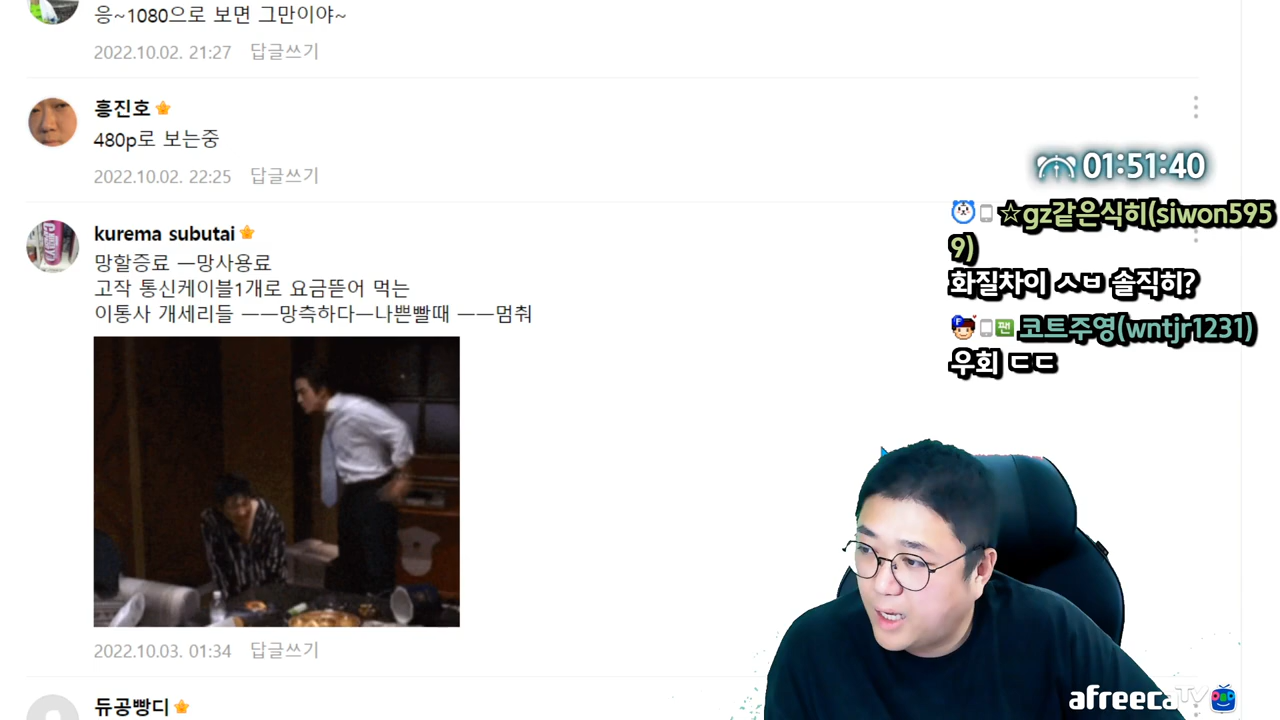 응~1080으로 보면 그만이야~
2022.10.02. 21:27 답글쓰기
흥진호
480p로 보는중
2022.10.02. 22:25 답글쓰기
kurema subutai
망할증료 ㅡ망사용료
고작 통신케이블1개로 요금뜯어 먹는
이통사 개세리들 ㅡㅡ망측하다ㅡ나쁜빨때 ㅡㅡ멈춰
2022.10.03. 01:34 답글쓰기
듀공빵디
01:51:40
☆gz같은식히(siwon595
9)
화질차이 ㅅㅂ 솔직히?
F 팬 코트주영(wntjr1231)
우회 ㄷㄷ
afreecaTV